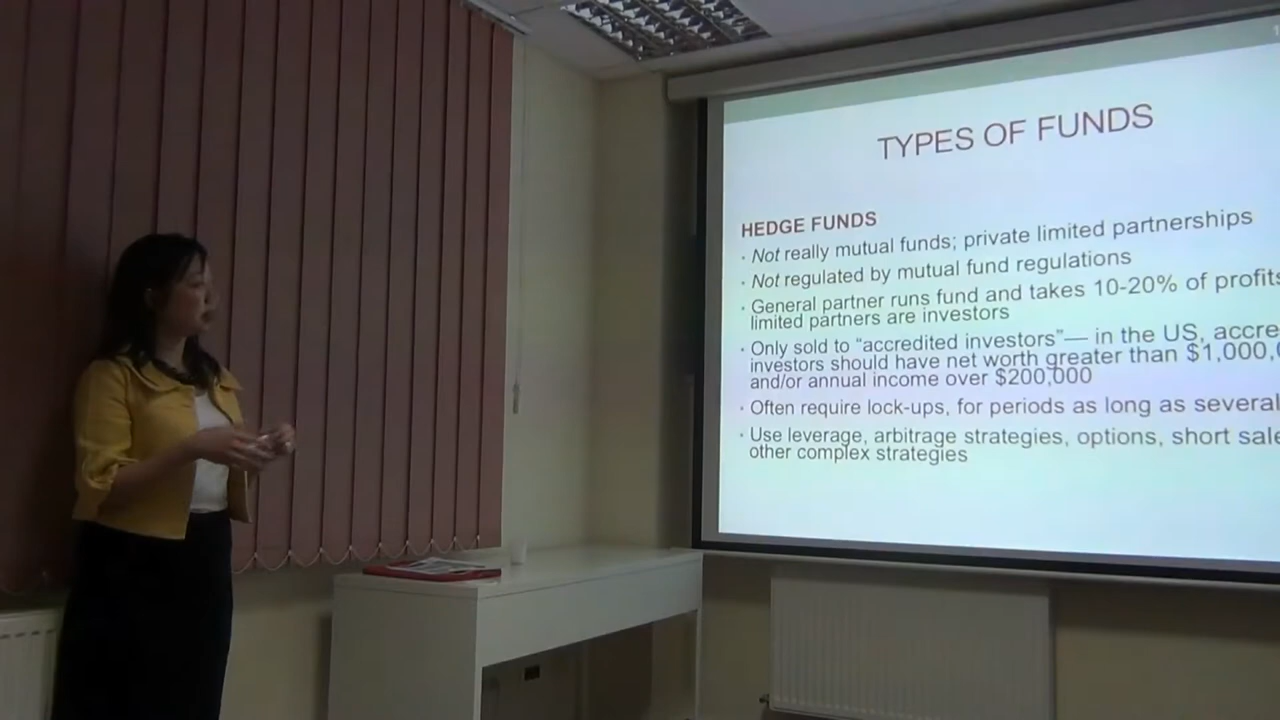 TYPES OF FUNDS
HEDGE FUNDS
· Not really mutual funds; private limited partnerships
· Not regulated by mutual fund regulations
· General partner runs fund and takes 10-20% of profits
limited partners are investors
· Only sold to “accredited investors”— in the US, accre
investors should have net worth greater than $1,000,
and/or annual income over $200,000
· Often require lock-ups, for periods as long as several
· Use leverage, arbitrage strategies, options, short sale
other complex strategies